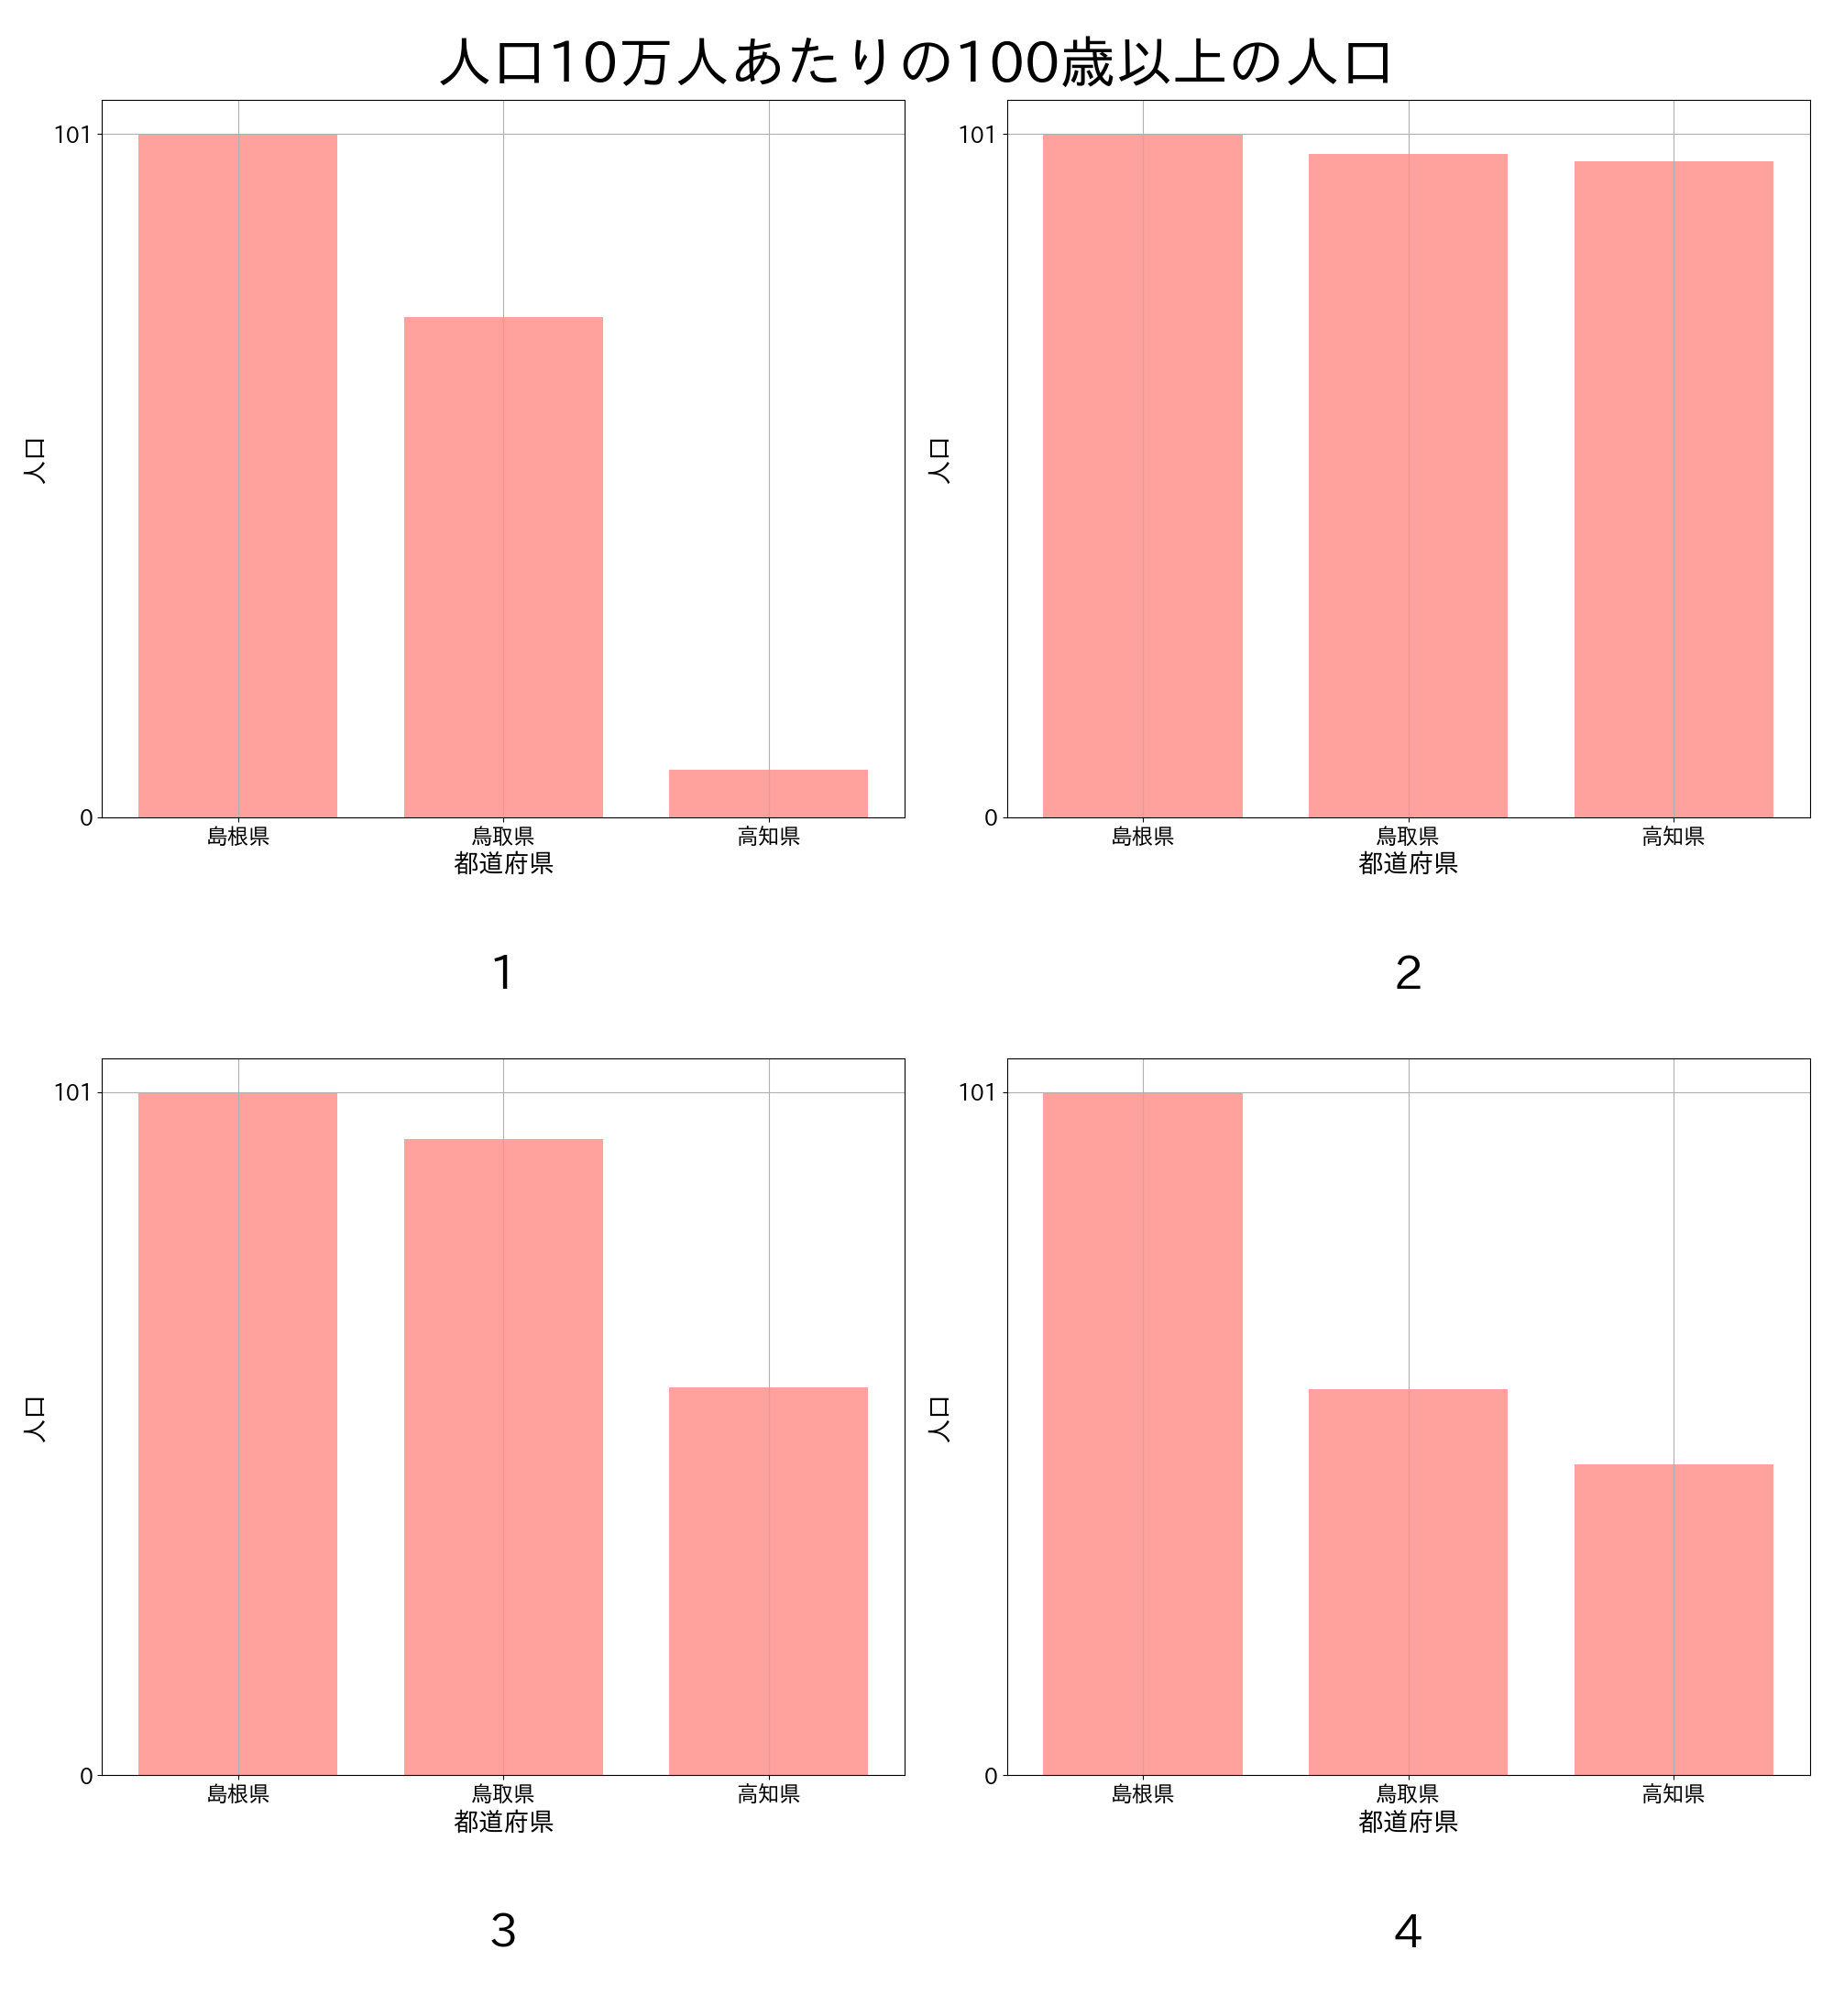 人口10万人あたりの100歳以上の人口
101
0
人口
島根県 鳥取県 高知県
都道府県
1
101
0
人口
島根県 鳥取県 高知県
都道府県
2
101
0
人口
島根県 鳥取県 高知県
都道府県
3
101
0
人口
島根県 鳥取県 高知県
都道府県
4